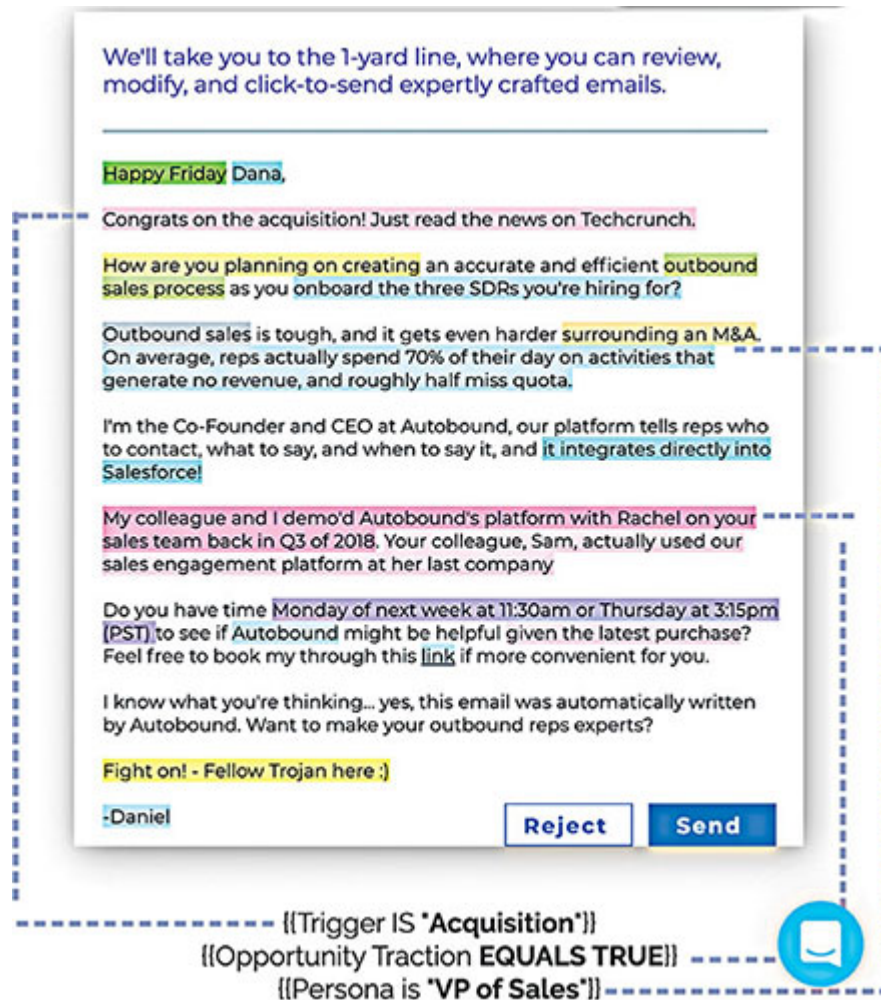 We'll take you to the 1-yard line, where you can review,
modify, and click-to-send expertly crafted emails.
Happy Friday Dana,
Congrats on the acquisition! Just read the news on Techcrunch.
How are you planning on creating an accurate and efficient outbound
sales process as you onboard the three SDRs you're hiring for?
Outbound sales is tough, and it gets even harder surrounding an M&A.
On average, reps actually spend 70% of their day on activities that
generate no revenue, and roughly half miss quota.
I'm the Co-Founder and CEO at Autobound, our platform tells reps who
to contact, what to say, and when to say it, and it integrates directly into
Salesforce!
My colleague and I demo'd Autobound's platform with Rachel on your
sales team back in Q3 of 2018. Your colleague, Sam, actually used our
sales engagement platform at her last company
Do you have time Monday of next week at 11:30am or Thursday at 3:15pm
(PST) to see if Autobound might be helpful given the latest purchase?
Feel free to book my through this link if more convenient for you.
I know what you're thinking... yes, this email was automatically written
by Autobound. Want to make your outbound reps experts?
Fight on! - Fellow Trojan here :)
-Daniel
Reject Send
{{Trigger IS "Acquisition"}}
{{Opportunity Traction EQUALS TRUE}}
{{Persona is "VP of Sales"}}